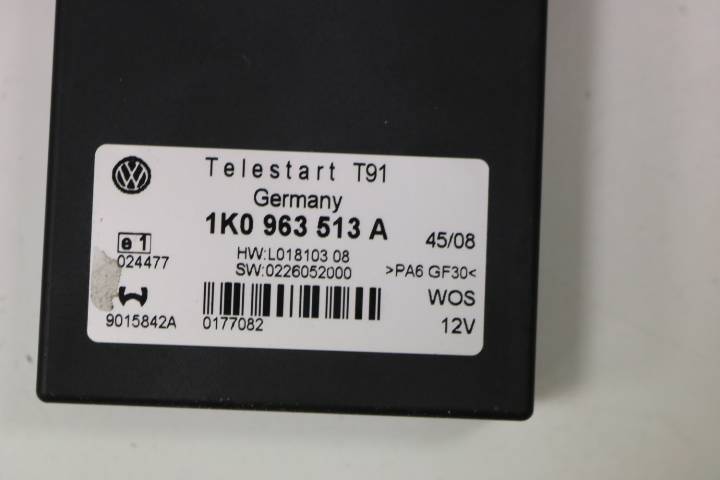 Telestart T91
Germany
1K0 963 513 A
45/08
e1
024477
HW:L018103 08
SW:0226052000
>PA6 GF30<
WOS
9015842A
0177082
12V